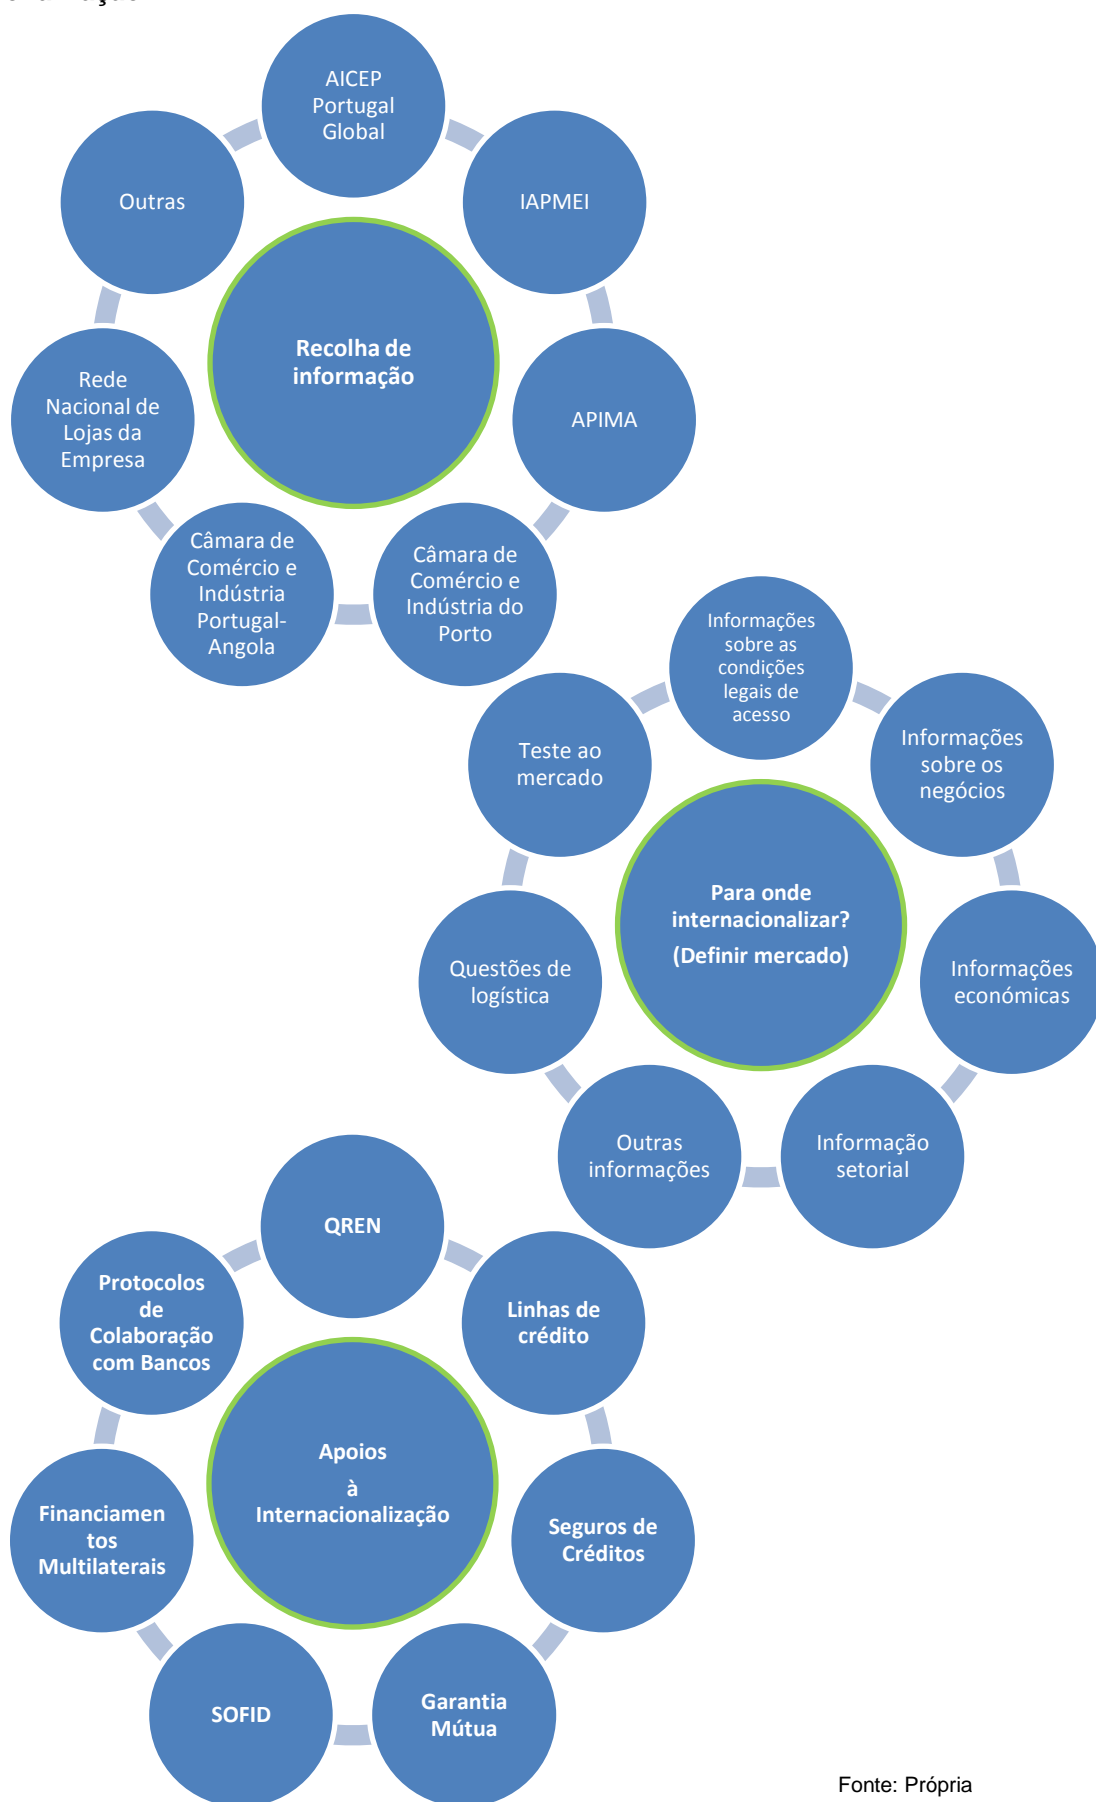 AICEP
Portugal
Global
IAPMEI
APIMA
Câmara de
Comércio e
Indústria do
Porto
Câmara de
Comércio e
Indústria
Portugal-
Angola
Rede
Nacional de
Lojas da
Empresa
Outras
Recolha de
informação
Informações
sobre as
condições
legais de
acesso
Informações
sobre os
negócios
Informações
económicas
Informação
setorial
Outras
informações
Questões de
logística
Teste ao
mercado
Para onde
internacionalizar?
(Definir mercado)
QREN
Linhas de
crédito
Seguros de
Créditos
Garantia
Mútua
SOFID
Financiamen
tos
Multilaterais
Protocolos
de
Colaboração
com Bancos
Apoios
à
Internacionalização
Fonte: Própria